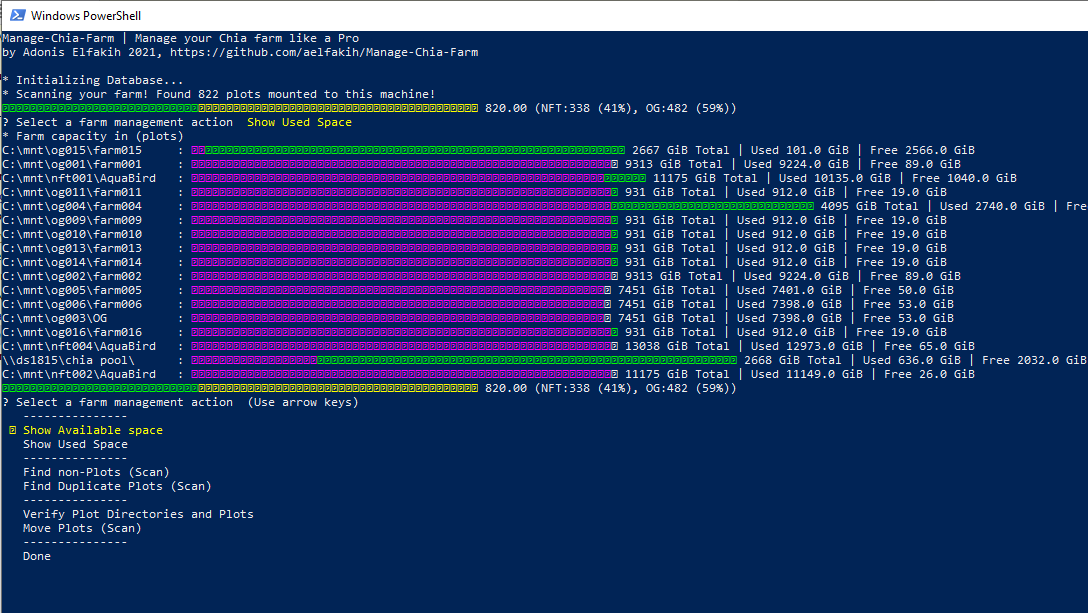 Windows PowerShell
Manage-Chia-Farm | Manage your Chia farm like a Pro
by Adonis Elfakih 2021, https://github.com/aelfakih/Manage-Chia-Farm
* Initializing Database...
* Scanning your farm! Found 822 plots mounted to this machine!
820.00 (NFT:338 (41%), OG:482 (59%))
? Select a farm management action  Show Used Space
* Farm capacity in (plots)
C:\mnt\og015\farm015 : 2667 GiB Total | Used 101.0 GiB | Free 2566.0 GiB
C:\mnt\og001\farm001 : 9313 GiB Total | Used 9224.0 GiB | Free 89.0 GiB
C:\mnt\nft001\AquaBird : 11175 GiB Total | Used 10135.0 GiB | Free 1040.0 GiB
C:\mnt\og011\farm011 : 931 GiB Total | Used 912.0 GiB | Free 19.0 GiB
C:\mnt\og004\farm004 : 4095 GiB Total | Used 2740.0 GiB | Fre
C:\mnt\og009\farm009 : 931 GiB Total | Used 912.0 GiB | Free 19.0 GiB
C:\mnt\og010\farm010 : 931 GiB Total | Used 912.0 GiB | Free 19.0 GiB
C:\mnt\og013\farm013 : 931 GiB Total | Used 912.0 GiB | Free 19.0 GiB
C:\mnt\og014\farm014 : 931 GiB Total | Used 912.0 GiB | Free 19.0 GiB
C:\mnt\og002\farm002 : 9313 GiB Total | Used 9224.0 GiB | Free 89.0 GiB
C:\mnt\og005\farm005 : 7451 GiB Total | Used 7401.0 GiB | Free 50.0 GiB
C:\mnt\og006\farm006 : 7451 GiB Total | Used 7398.0 GiB | Free 53.0 GiB
C:\mnt\og003\OG : 7451 GiB Total | Used 7398.0 GiB | Free 53.0 GiB
C:\mnt\og016\farm016 : 931 GiB Total | Used 912.0 GiB | Free 19.0 GiB
C:\mnt\nft004\AquaBird : 13038 GiB Total | Used 12973.0 GiB | Free 65.0 GiB
\\ds1815\chia pool\ : 2668 GiB Total | Used 636.0 GiB | Free 2032.0 GiB
C:\mnt\nft002\AquaBird : 11175 GiB Total | Used 11149.0 GiB | Free 26.0 GiB
820.00 (NFT:338 (41%), OG:482 (59%))
? Select a farm management action  (Use arrow keys)
---------------
Show Available space
Show Used Space
---------------
Find non-Plots (Scan)
Find Duplicate Plots (Scan)
---------------
Verify Plot Directories and Plots
Move Plots (Scan)
---------------
Done